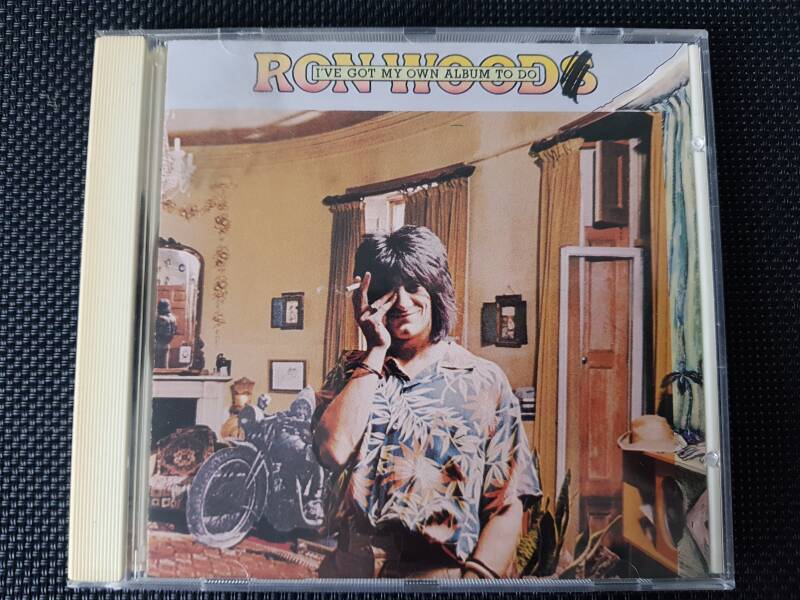 RON WOODS
I'VE GOT MY OWN ALBUM TO DO